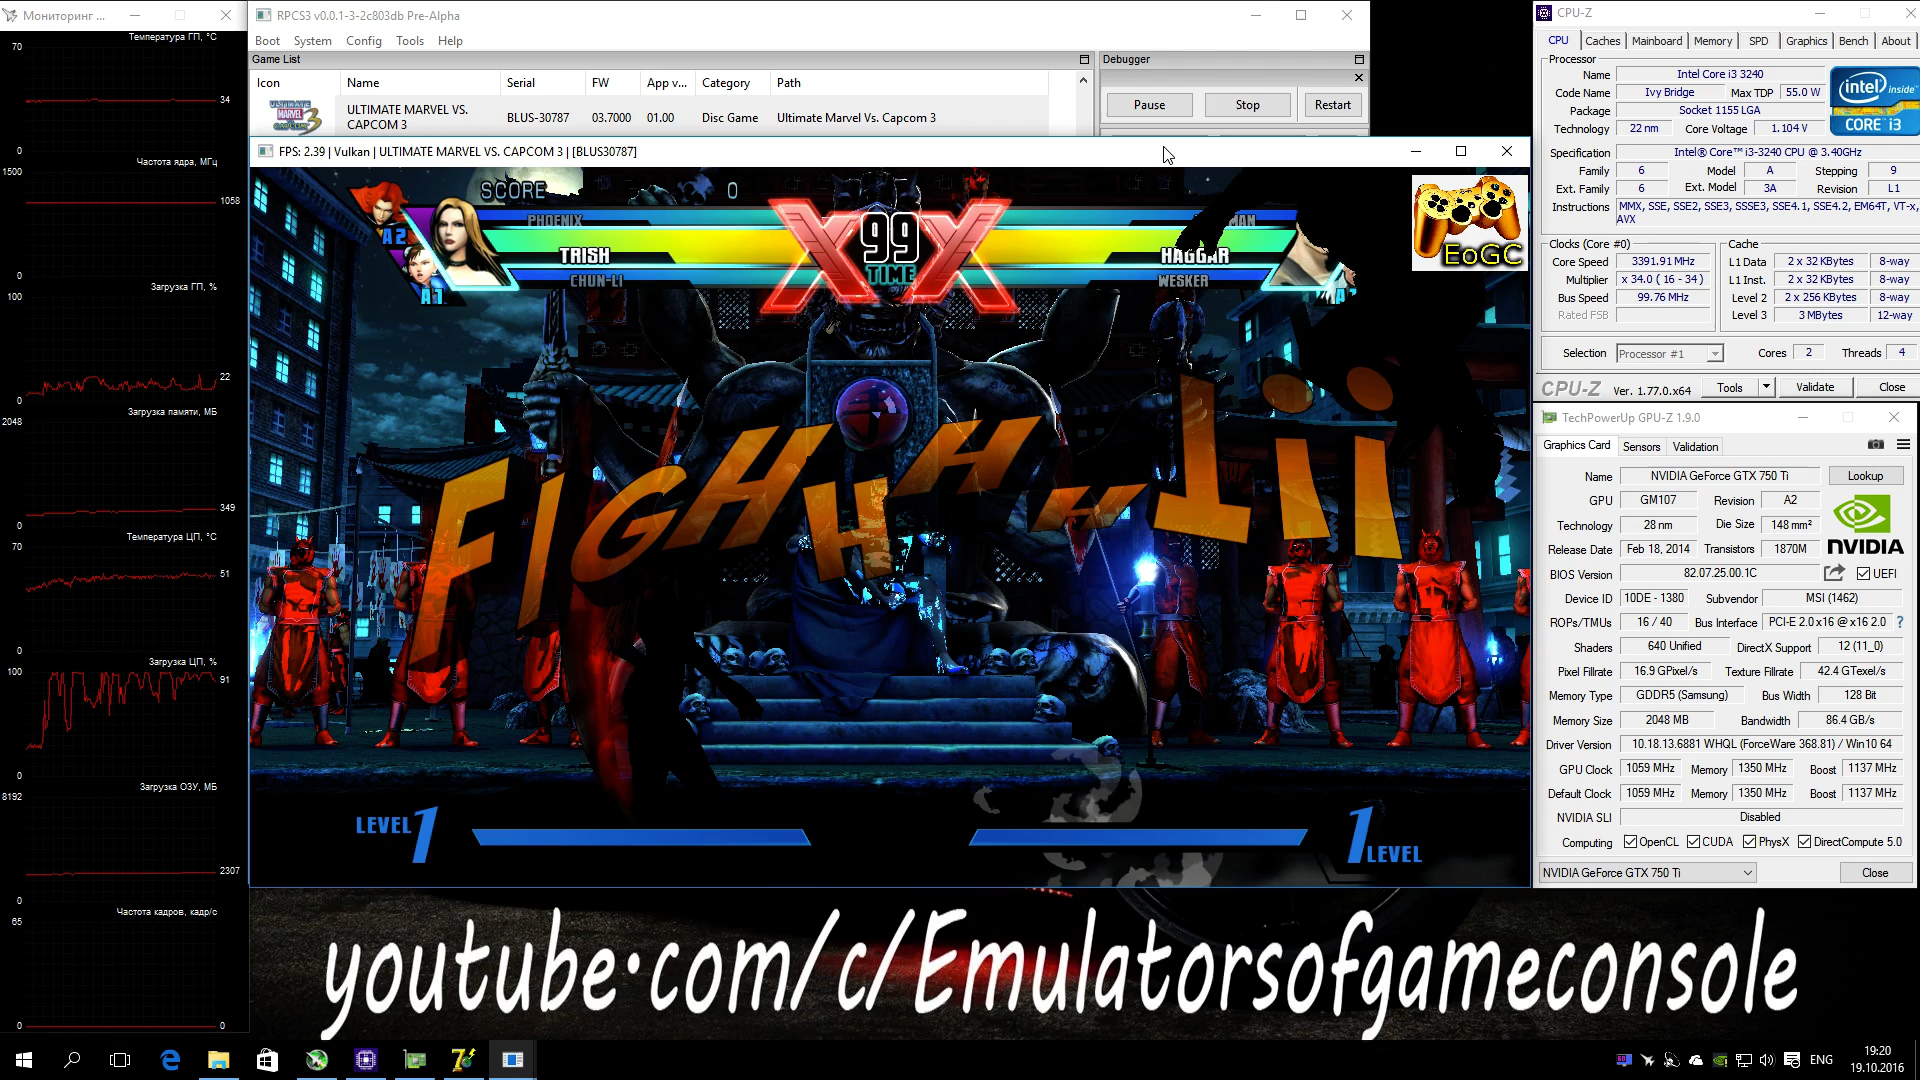 Мониторинг ...
Температура ГП, °C
70
34
0
Частота ядра, МГц
1500
1058
0
Загрузка ГП, %
100
22
0
Загрузка памяти, МБ
2048
349
0
Температура ЦП, °C
70
51
0
Загрузка ЦП, %
100
91
0
Загрузка ОЗУ, МБ
8192
2307
0
Частота кадров, кадр/с
65
0
0
RPCS3 v0.0.1-3-2c803db Pre-Alpha
Boot System Config Tools Help
Game List
Icon Name Serial FW App v... Category Path
ULTIMATE MARVEL VS. CAPCOM 3
ULTIMATE MARVEL VS.
CAPCOM 3
BLUS-30787 03.7000 01.00 Disc Game Ultimate Marvel Vs. Capcom 3
Debugger
Pause Stop Restart
FPS: 2.39 | Vulkan | ULTIMATE MARVEL VS. CAPCOM 3 | [BLUS30787]
SCORE 0
PHOENIX
A2
TRISH
CHUN-LI
A1
99
TIME
MAN
HAGGAR
WESKER
EoGC
FIGHHHHTii
LEVEL 1
1 LEVEL
CPU-Z
CPU Caches Mainboard Memory SPD Graphics Bench About
Processor
Name Intel Core i3 3240
Code Name Ivy Bridge Max TDP 55.0 W
Package Socket 1155 LGA
Technology 22 nm Core Voltage 1.104 V
intel inside™
CORE i3
Specification Intel® Core™ i3-3240 CPU @ 3.40GHz
Family 6 Model A Stepping 9
Ext. Family 6 Ext. Model 3A Revision L1
Instructions MMX, SSE, SSE2, SSE3, SSSE3, SSE4.1, SSE4.2, EM64T, VT-x,
AVX
Clocks (Core #0)
Core Speed 3391.91 MHz
Multiplier x 34.0 ( 16 - 34 )
Bus Speed 99.76 MHz
Rated FSB
Cache
L1 Data 2 x 32 KBytes 8-way
L1 Inst. 2 x 32 KBytes 8-way
Level 2 2 x 256 KBytes 8-way
Level 3 3 MBytes 12-way
Selection Processor #1 Cores 2 Threads 4
CPU-Z Ver. 1.77.0.x64 Tools Validate Close
TechPowerUp GPU-Z 1.9.0
Graphics Card Sensors Validation
Name NVIDIA GeForce GTX 750 Ti Lookup
GPU GM107 Revision A2
Technology 28 nm Die Size 148 mm²
Release Date Feb 18, 2014 Transistors 1870M
NVIDIA
BIOS Version 82.07.25.00.1C UEFI
Device ID 10DE - 1380 Subvendor MSI (1462)
ROPs/TMUs 16 / 40 Bus Interface PCI-E 2.0 x16 @ x16 2.0 ?
Shaders 640 Unified DirectX Support 12 (11_0)
Pixel Fillrate 16.9 GPixel/s Texture Fillrate 42.4 GTexel/s
Memory Type GDDR5 (Samsung) Bus Width 128 Bit
Memory Size 2048 MB Bandwidth 86.4 GB/s
Driver Version 10.18.13.6881 WHQL (ForceWare 368.81) / Win10 64
GPU Clock 1059 MHz Memory 1350 MHz Boost 1137 MHz
Default Clock 1059 MHz Memory 1350 MHz Boost 1137 MHz
NVIDIA SLI Disabled
Computing OpenCL CUDA PhysX DirectCompute 5.0
NVIDIA GeForce GTX 750 Ti Close
youtube.com/c/Emulatorsofgameconsole
ENG
19:20
19.10.2016